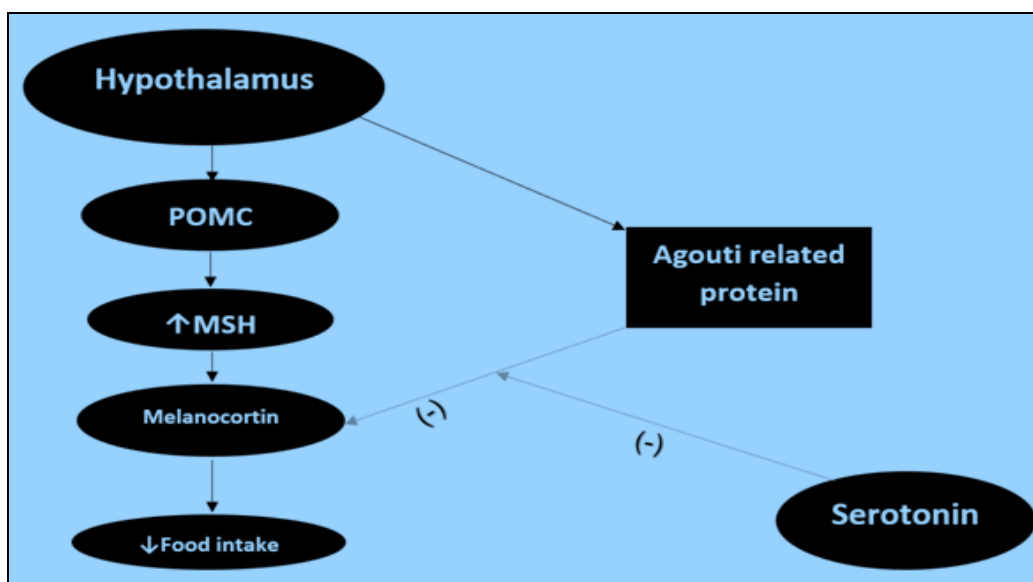 Hypothalamus
POMC
Agouti related
protein
↑MSH
Melanocortin
(-)
(-)
Serotonin
↓Food intake